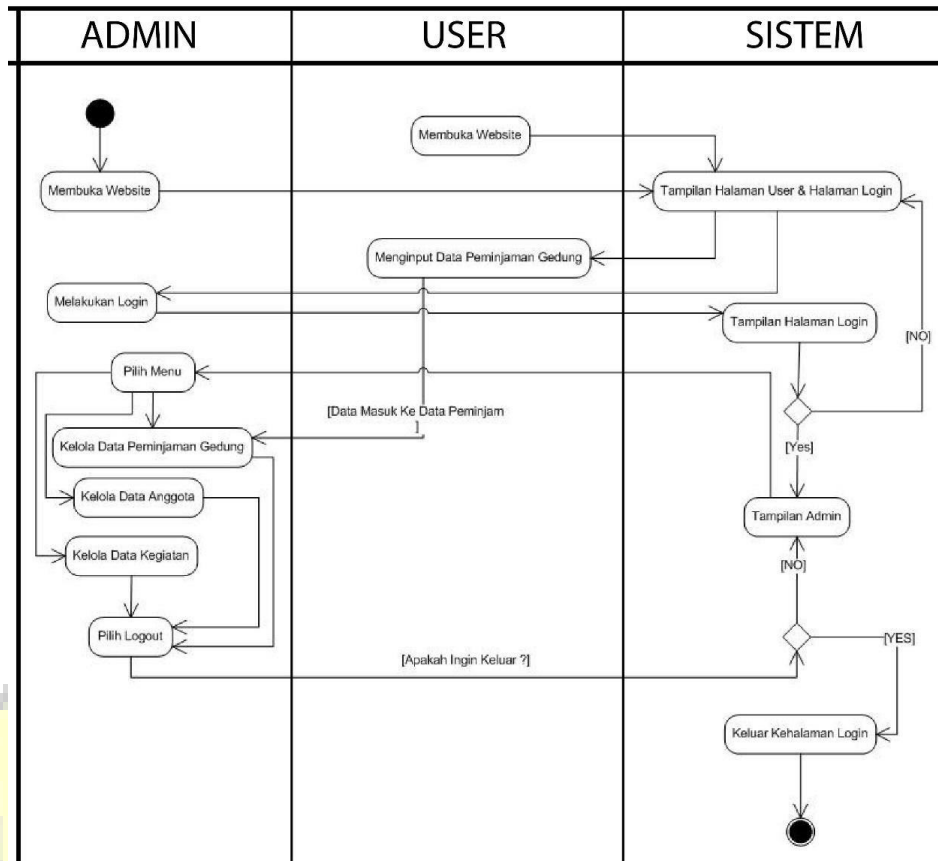 ADMIN
USER
SISTEM
Membuka Website
Membuka Website
Tampilan Halaman User & Halaman Login
Menginput Data Peminjaman Gedung
Melakukan Login
Tampilan Halaman Login
[NO]
Pilih Menu
[Data Masuk Ke Data Peminjam
]
Kelola Data Peminjaman Gedung
[Yes]
Kelola Data Anggota
Tampilan Admin
Kelola Data Kegiatan
[NO]
Pilih Logout
[YES]
[Apakah Ingin Keluar ?]
Keluar Kehalaman Login